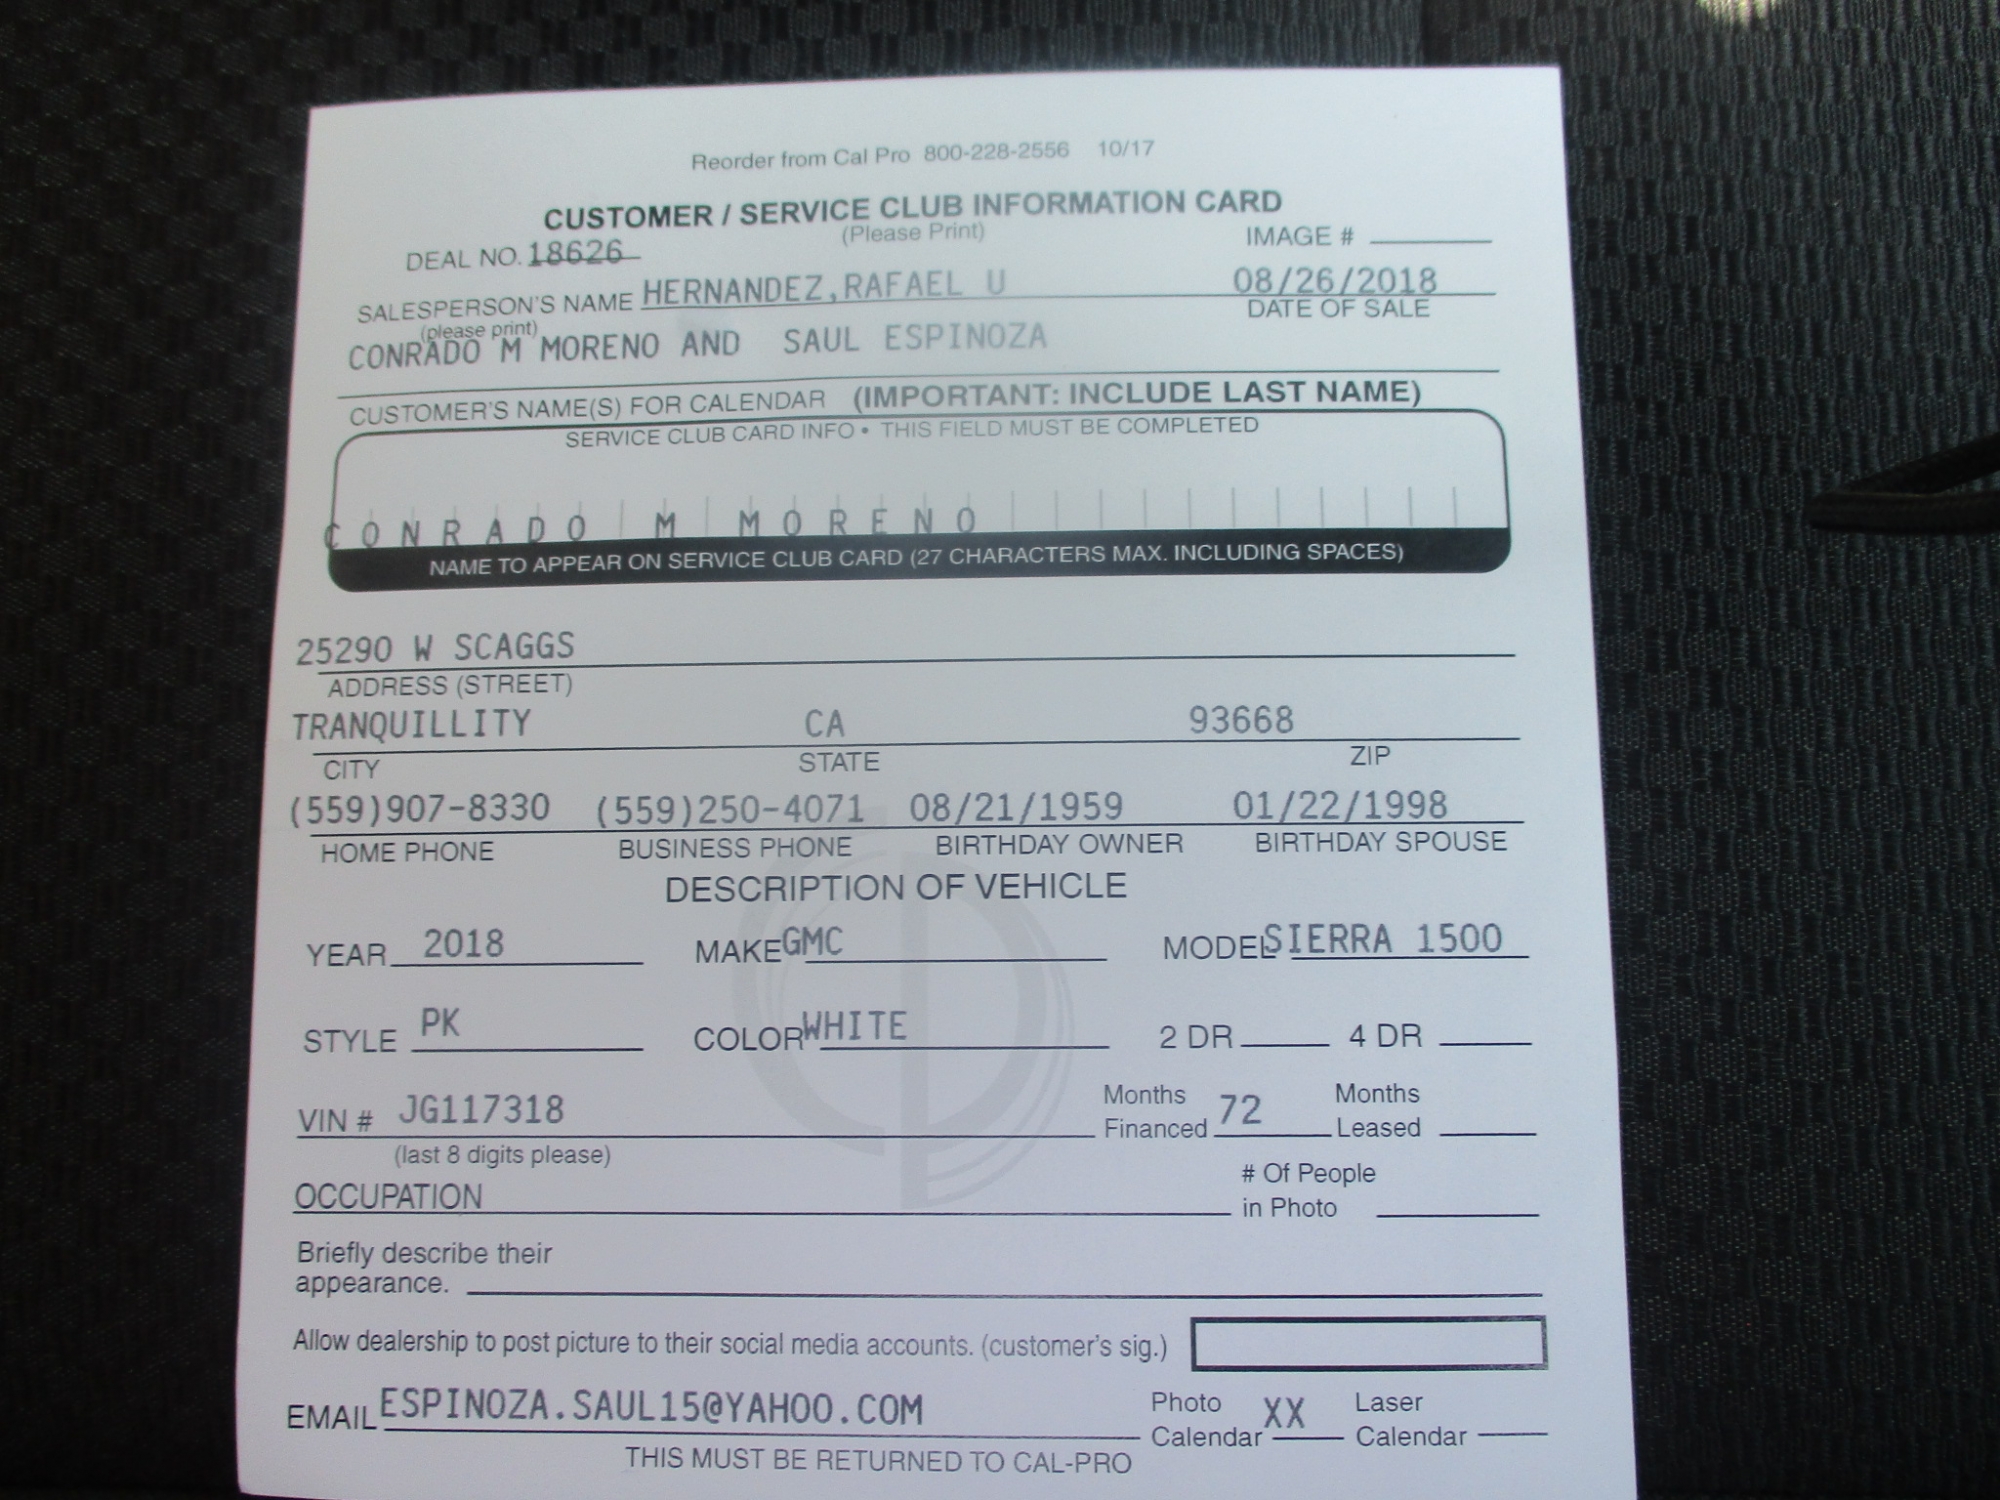 Reorder from Cal Pro 800-228-2556 10/17
CUSTOMER / SERVICE CLUB INFORMATION CARD
(Please Print)
DEAL NO. 18626 IMAGE #
SALESPERSON'S NAME HERNANDEZ,RAFAEL U 08/26/2018
(please print) DATE OF SALE
CONRADO M MORENO AND SAUL ESPINOZA
CUSTOMER'S NAME(S) FOR CALENDAR (IMPORTANT: INCLUDE LAST NAME)
SERVICE CLUB CARD INFO • THIS FIELD MUST BE COMPLETED
CONRADO M MORENO
NAME TO APPEAR ON SERVICE CLUB CARD (27 CHARACTERS MAX. INCLUDING SPACES)
25290 W SCAGGS
ADDRESS (STREET)
TRANQUILLITY CA 93668
CITY STATE ZIP
(559)907-8330 (559)250-4071 08/21/1959 01/22/1998
HOME PHONE BUSINESS PHONE BIRTHDAY OWNER BIRTHDAY SPOUSE
DESCRIPTION OF VEHICLE
YEAR 2018 MAKE GMC MODEL SIERRA 1500
STYLE PK COLOR WHITE 2 DR 4 DR
VIN # JG117318 Months Financed 72 Months Leased
(last 8 digits please)
OCCUPATION # Of People in Photo
Briefly describe their
appearance.
Allow dealership to post picture to their social media accounts. (customer's sig.)
EMAIL ESPINOZA.SAUL15@YAHOO.COM Photo Calendar XX Laser Calendar
THIS MUST BE RETURNED TO CAL-PRO